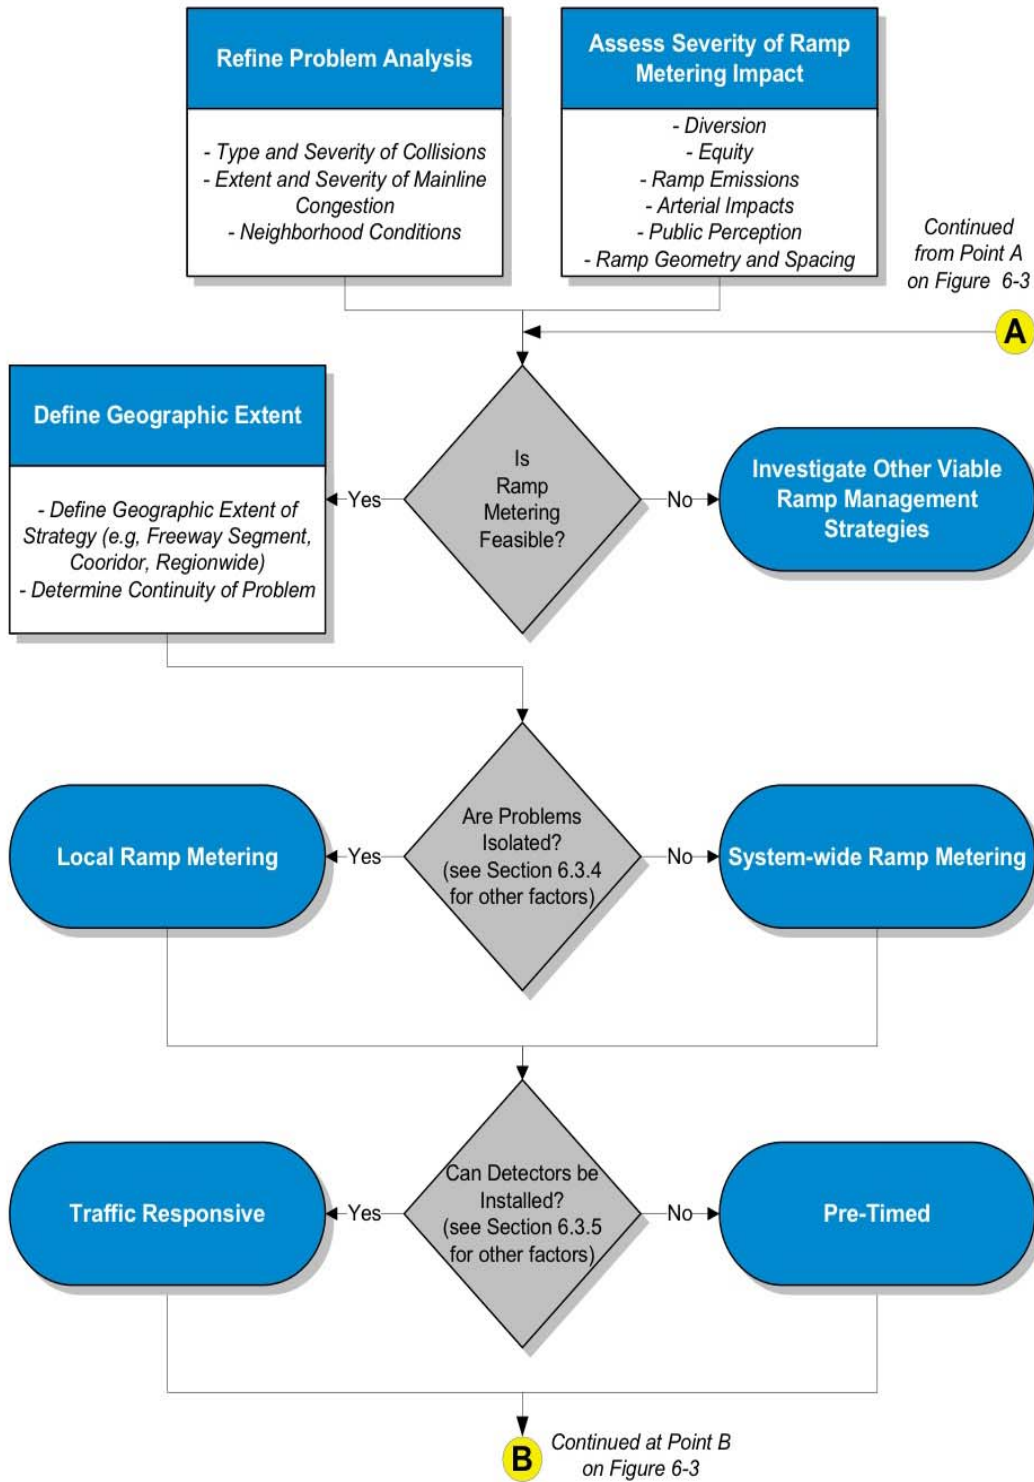 Refine Problem Analysis
- Type and Severity of Collisions
- Extent and Severity of Mainline
Congestion
- Neighborhood Conditions
Assess Severity of Ramp
Metering Impact
- Diversion
- Equity
- Ramp Emissions
- Arterial Impacts
- Public Perception
- Ramp Geometry and Spacing
Continued
from Point A
on Figure 6-3
A
Define Geographic Extent
- Define Geographic Extent of
Strategy (e.g, Freeway Segment,
Cooridor, Regionwide)
- Determine Continuity of Problem
Yes
Is
Ramp
Metering
Feasible?
No
Investigate Other Viable
Ramp Management
Strategies
Local Ramp Metering
Yes
Are Problems
Isolated?
(see Section 6.3.4
for other factors)
No
System-wide Ramp Metering
Traffic Responsive
Yes
Can Detectors be
Installed?
(see Section 6.3.5
for other factors)
No
Pre-Timed
B
Continued at Point B
on Figure 6-3